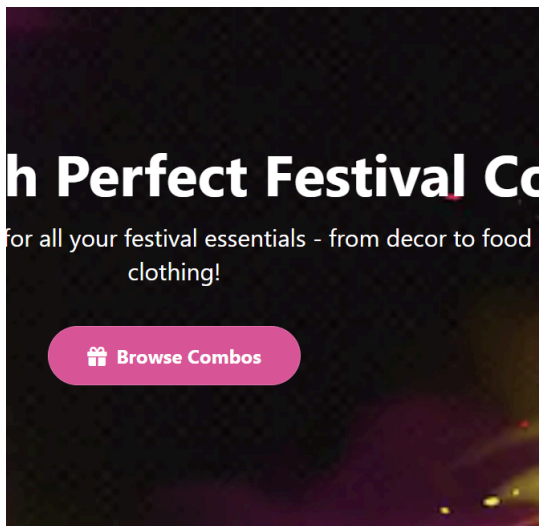 h Perfect Festival Co
for all your festival essentials - from decor to food
clothing!
Browse Combos